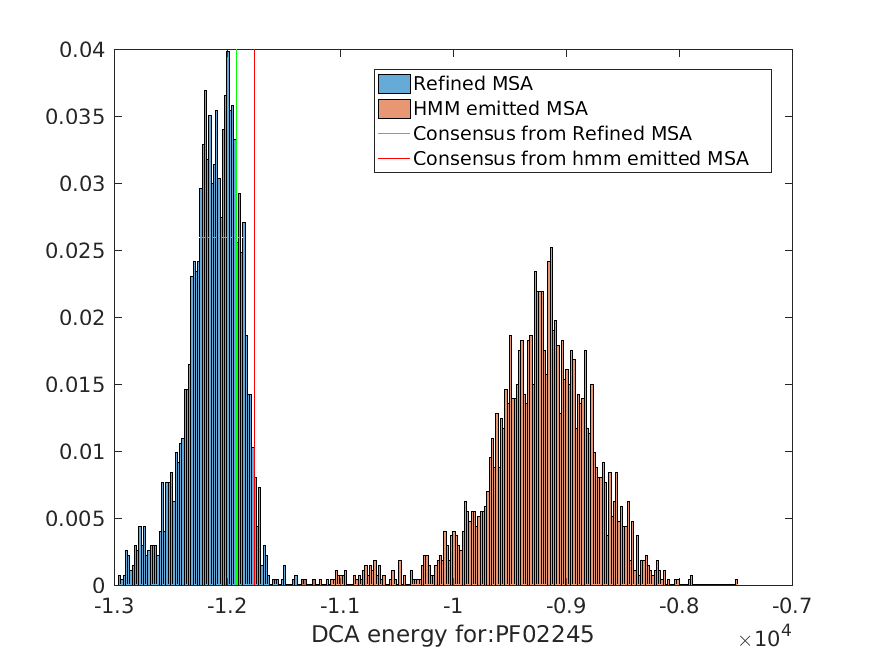 0.04
0.035
0.03
0.025
0.02
0.015
0.01
0.005
0
Refined MSA
HMM emitted MSA
Consensus from Refined MSA
Consensus from hmm emitted MSA
-1.3 -1.2 -1.1 -1 -0.9 -0.8 -0.7
DCA energy for:PF02245
×10^4